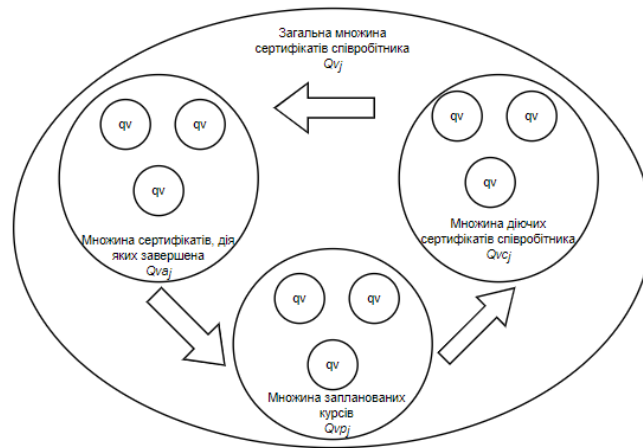 Загальна множина
сертифікатів співробітника
Qvj
qv
qv
qv
Множина сертифікатів, дія
яких завершена
Qvaj
qv
qv
qv
Множина діючих
сертифікатів співробітника
Qvcj
qv
qv
qv
Множина запланованих
курсів
Qvpj